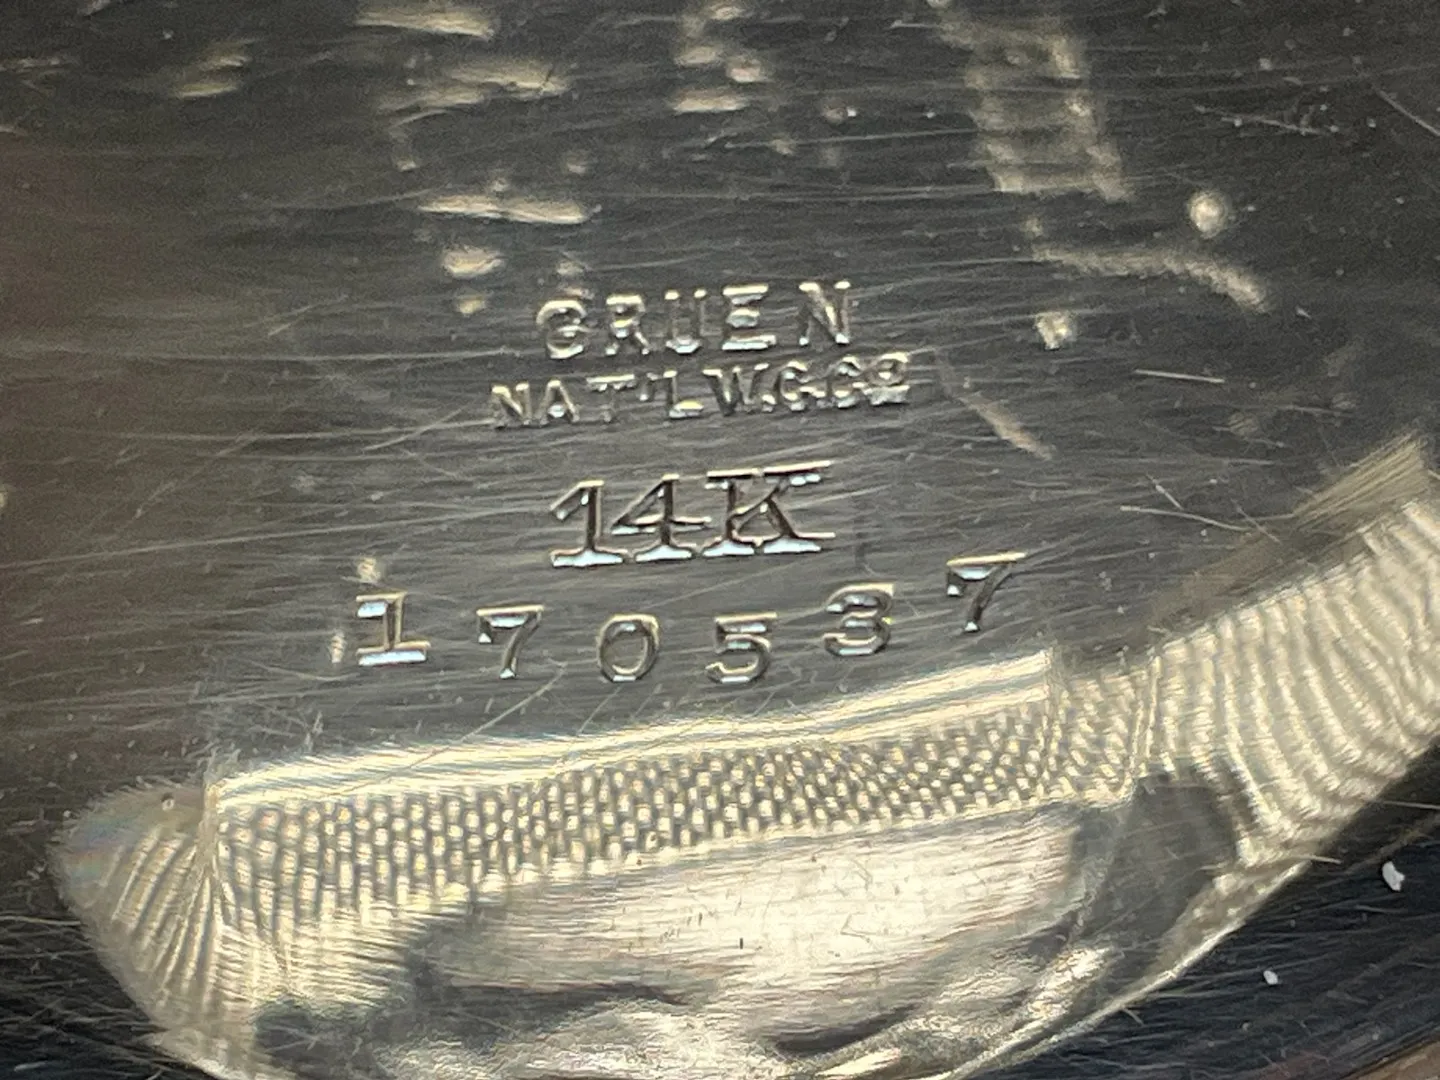 GRUEN
NAT'L W.C.Co
14K
170537